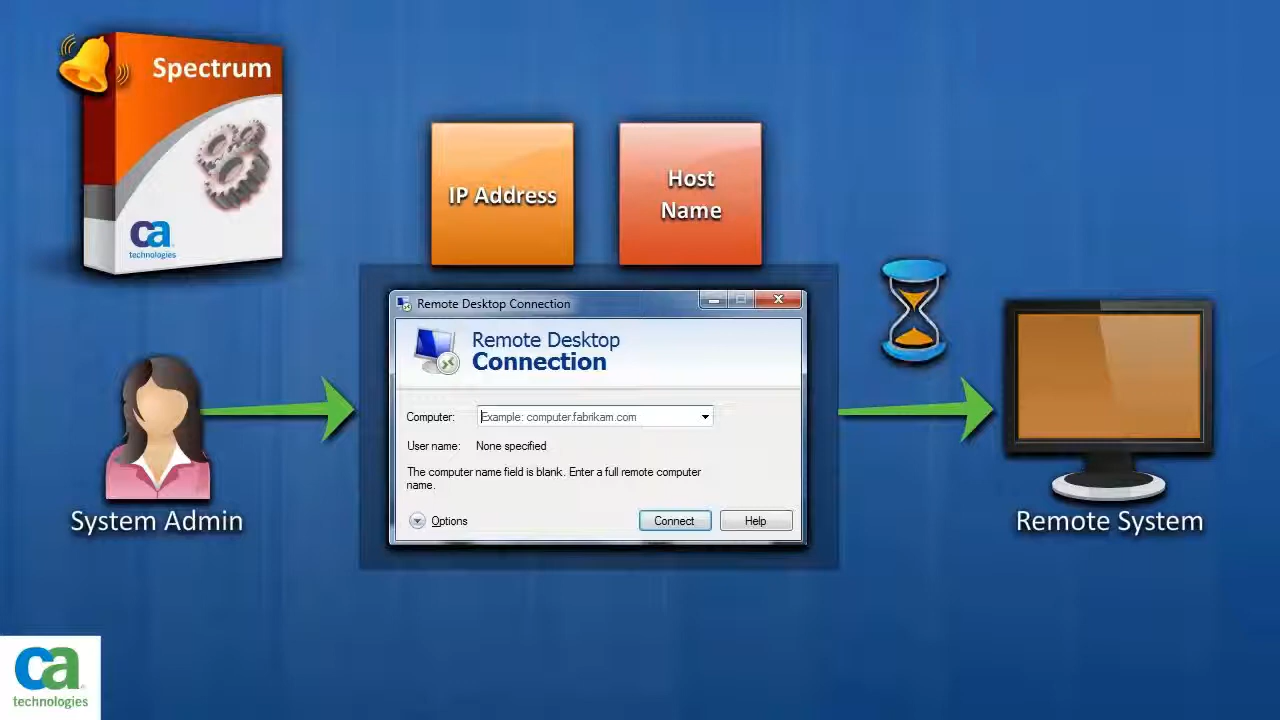 Spectrum
ca
technologies
IP Address
Host
Name
Remote Desktop Connection
Remote Desktop
Connection
Computer:
Example: computer.fabrikam.com
User name:
None specified
The computer name field is blank. Enter a full remote computer
name.
Options
Connect
Help
System Admin
Remote System
ca
technologies